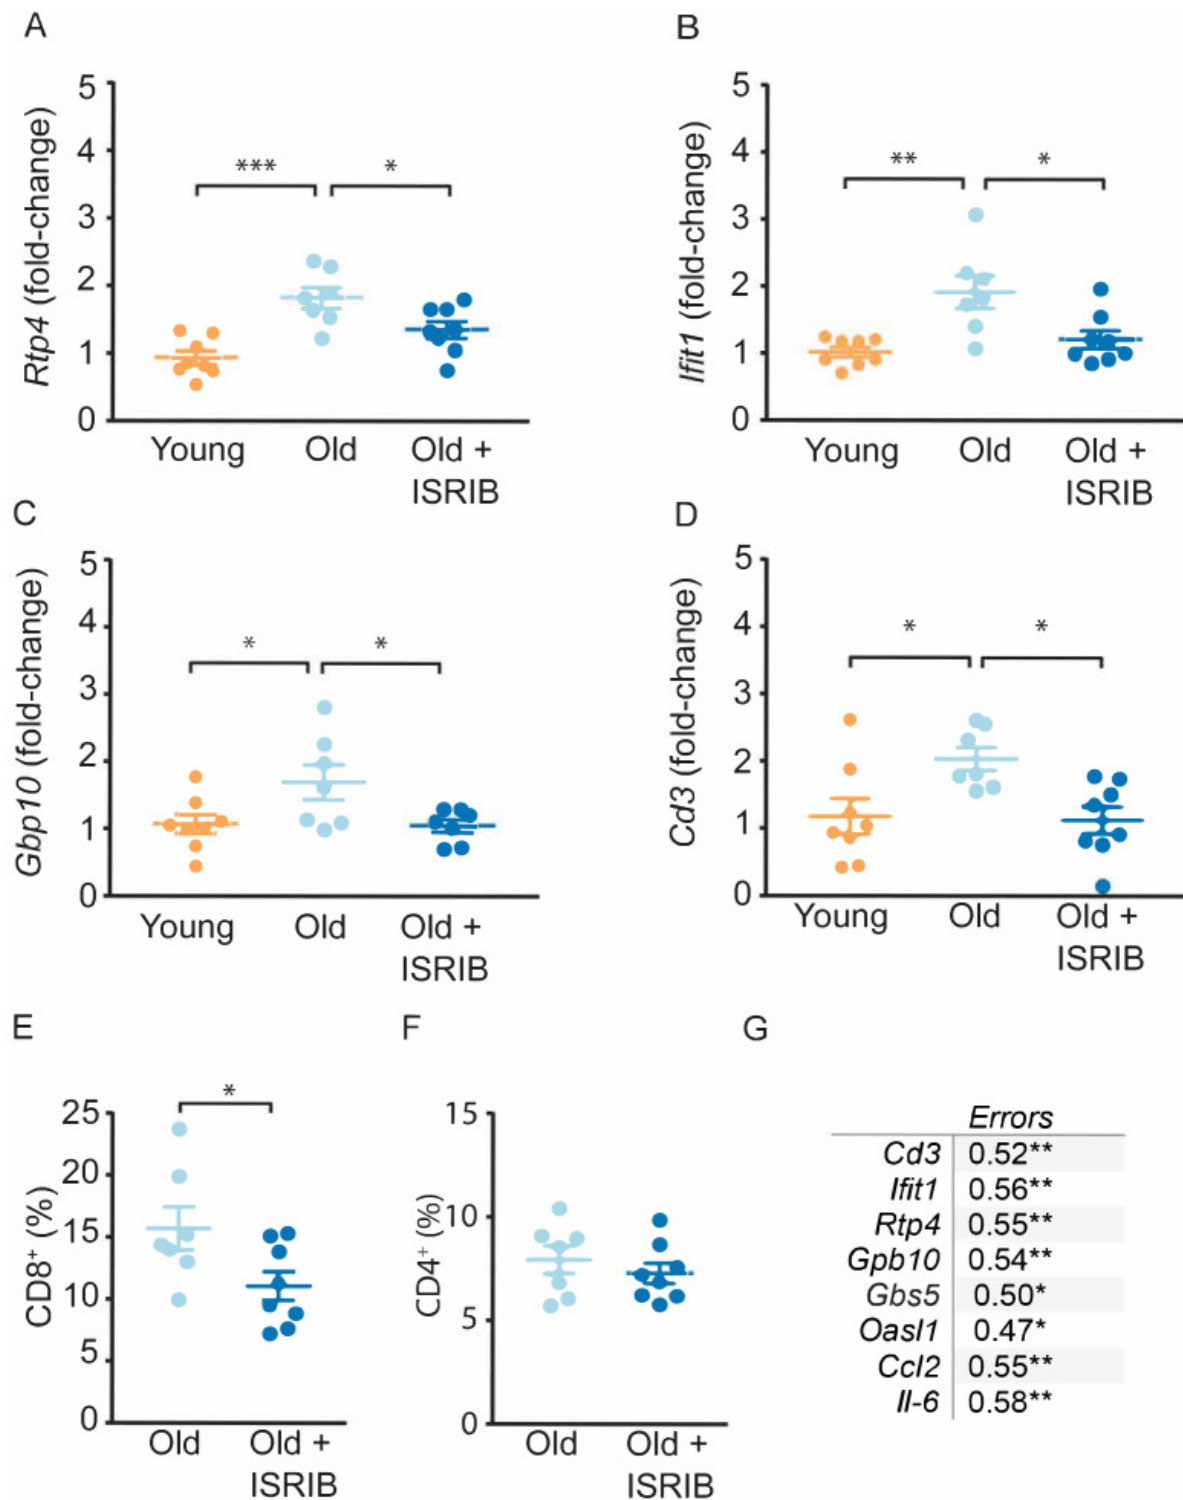 A
5
4
3
2
1
0
Rtp4 (fold-change)
***
*
Young
Old
Old +
ISRIB
B
5
4
3
2
1
0
Ifit1 (fold-change)
**
*
Young
Old
Old +
ISRIB
C
5
4
3
2
1
0
Gbp10 (fold-change)
*
*
Young
Old
Old +
ISRIB
D
5
4
3
2
1
0
Cd3 (fold-change)
*
*
Young
Old
Old +
ISRIB
E
25
20
15
10
5
0
CD8⁺ (%)
*
Old
Old +
ISRIB
F
15
10
5
0
CD4⁺ (%)
Old
Old +
ISRIB
G
Errors
Cd3 0.52**
Ifit1 0.56**
Rtp4 0.55**
Gpb10 0.54**
Gbs5 0.50*
Oasl1 0.47*
Ccl2 0.55**
Il-6 0.58**